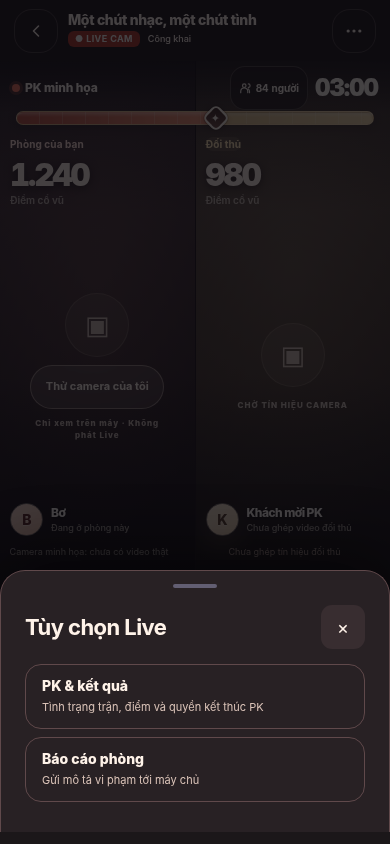 Một chút nhạc, một chút tình
LIVE CAM Công khai
PK minh họa 84 người 03:00
Phòng của bạn
Đối thủ
1.240
980
Điểm cổ vũ
Điểm cổ vũ
Thử camera của tôi
Chỉ xem trên máy · Không
phát Live
CHỜ TÍN HIỆU CAMERA
B Bơ
Đang ở phòng này
K Khách mời PK
Chưa ghép video đối thủ
Camera minh họa: chưa có video thật
Chưa ghép tín hiệu đối thủ
Tùy chọn Live
×
PK & kết quả
Tình trạng trận, điểm và quyền kết thúc PK
Báo cáo phòng
Gửi mô tả vi phạm tới máy chủ